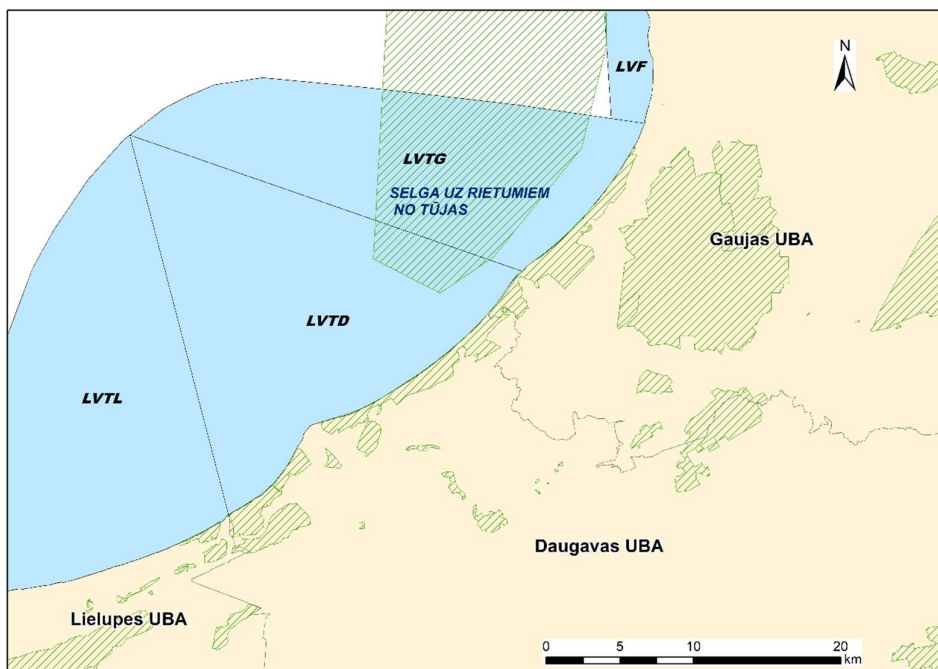 N
LVF
LVTG
SELGA UZ RIETUMIEM
NO TŪJAS
Gaujas UBA
LVTD
LVTL
Daugavas UBA
Lielupes UBA
0 5 10 20
km